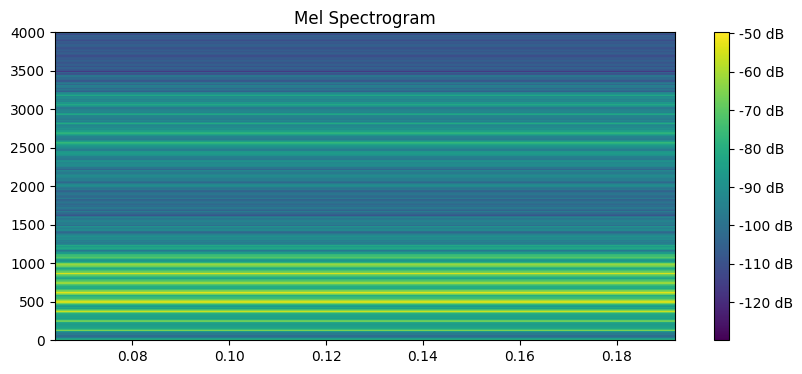 Mel Spectrogram
4000
3500
3000
2500
2000
1500
1000
500
0
0.08 0.10 0.12 0.14 0.16 0.18
-50 dB
-60 dB
-70 dB
-80 dB
-90 dB
-100 dB
-110 dB
-120 dB